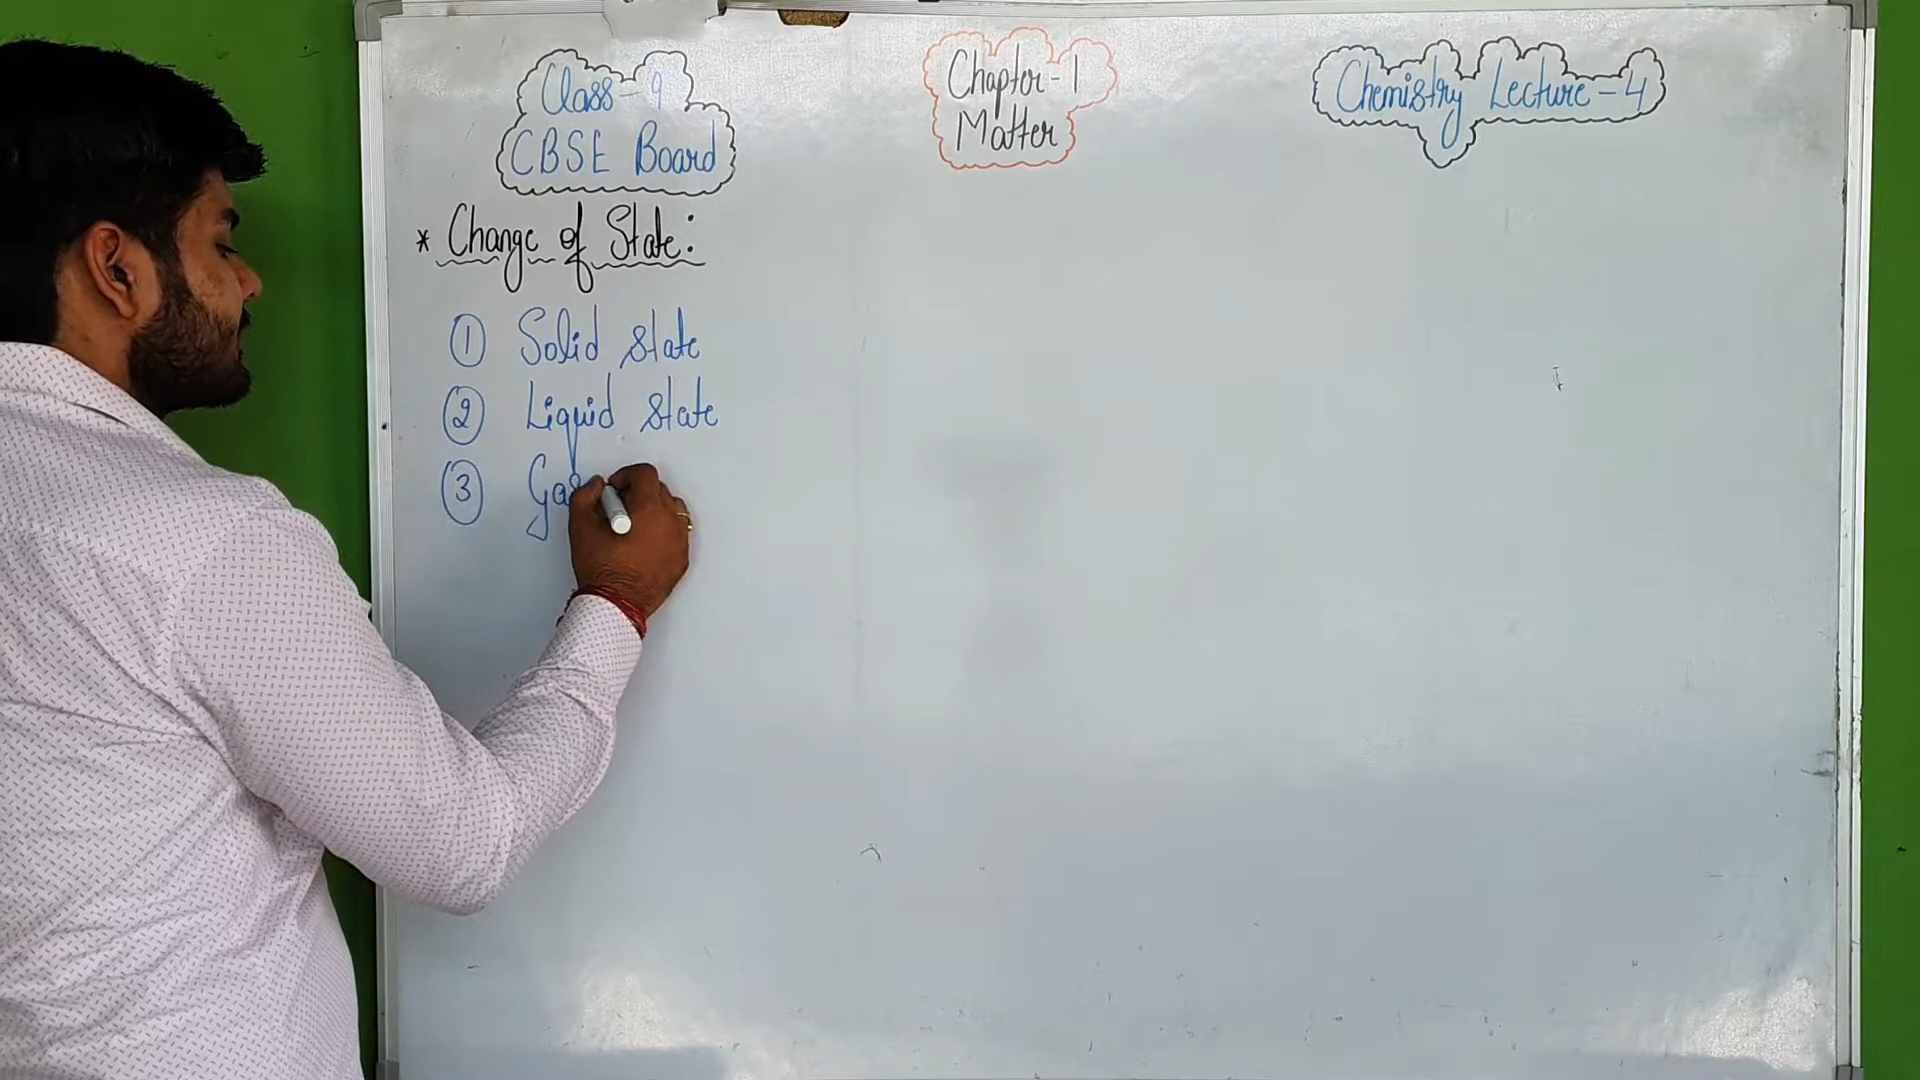 Class-9
CBSE Board
Chapter-1
Matter
Chemistry Lecture-4
* Change of State:
① Solid state
② Liquid state
③ Gas